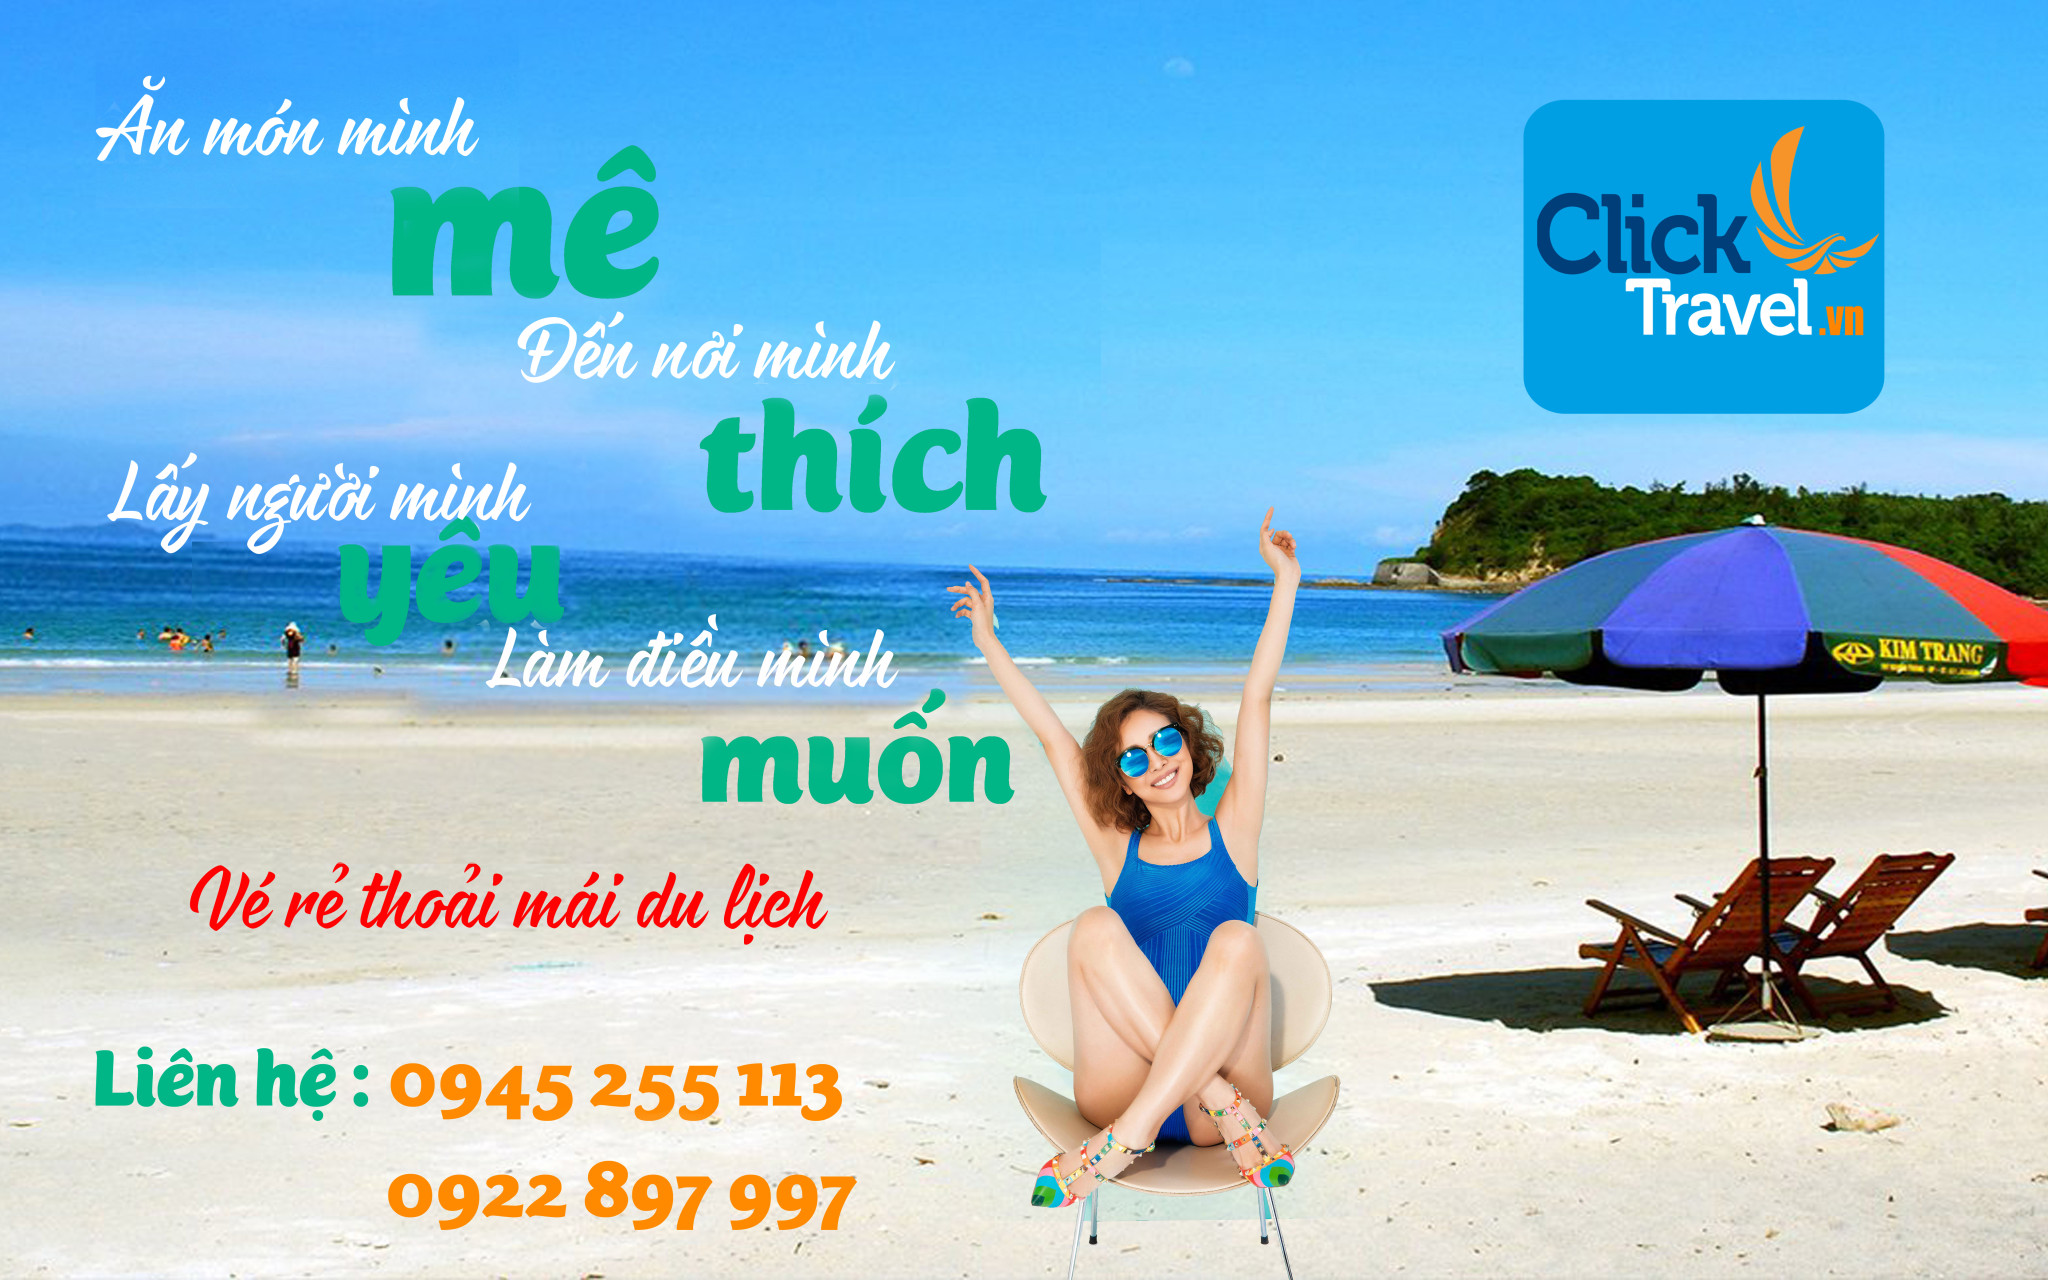 Ăn món mình
mê
Đến nơi mình
thích
Lấy người mình
yêu
Làm điều mình
muốn
Vé rẻ thoải mái du lịch
Liên hệ : 0945 255 113
0922 897 997
Click
Travel.vn
KIM TRANG